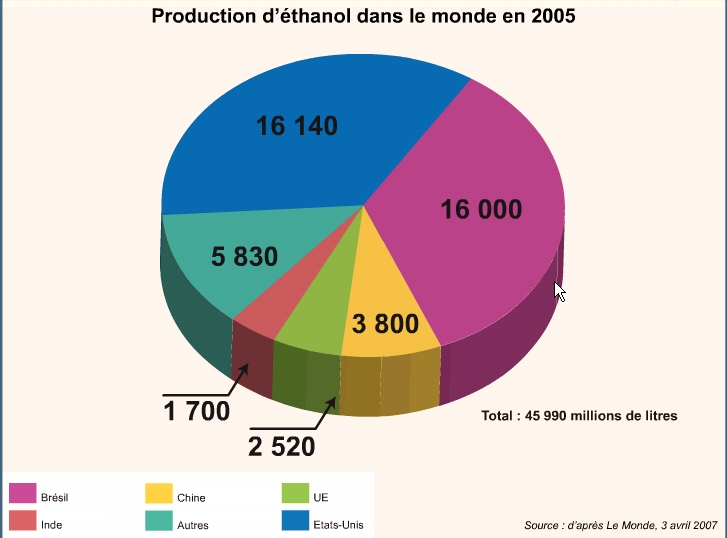 Production d'éthanol dans le monde en 2005
16 140
16 000
5 830
3 800
1 700
2 520
Total : 45 990 millions de litres
Brésil
Chine
UE
Inde
Autres
Etats-Unis
Source : d'après Le Monde, 3 avril 2007